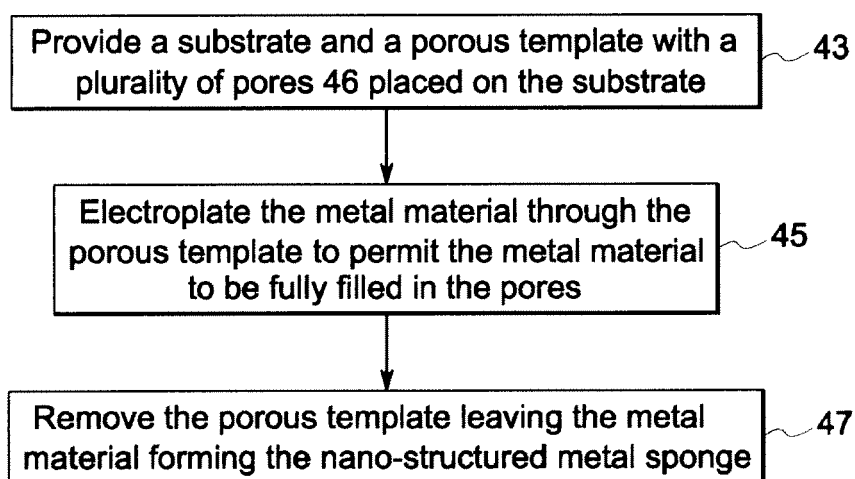 Provide a substrate and a porous template with a
plurality of pores 46 placed on the substrate
43
Electroplate the metal material through the
porous template to permit the metal material
to be fully filled in the pores
45
Remove the porous template leaving the metal
material forming the nano-structured metal sponge
47